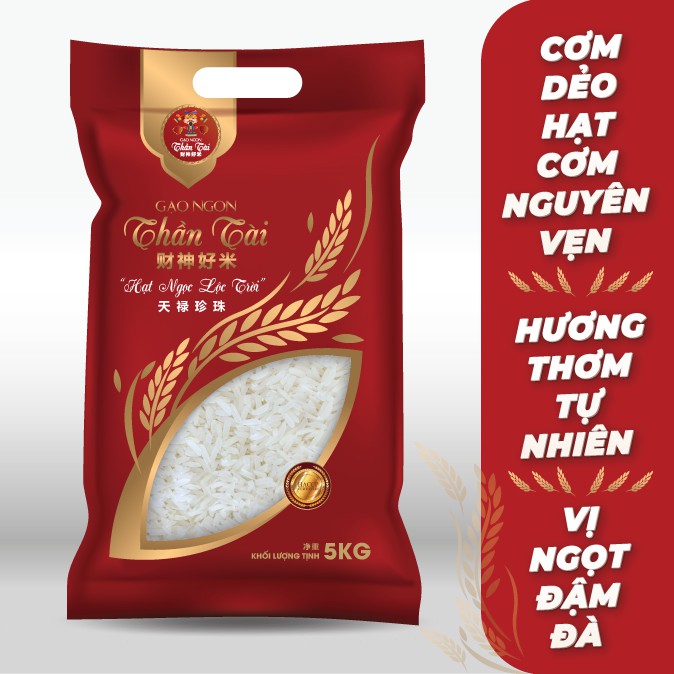 GẠO NGON
Thần Tài
财神好米
GẠO NGON
Thần Tài
财神好米
“Hạt Ngọc Lộc Trời”
天禄珍珠
净重
KHỐI LƯỢNG TỊNH 5KG
CƠM
DẺO
HẠT
CƠM
NGUYÊN
VẸN
HƯƠNG
THƠM
TỰ
NHIÊN
VỊ
NGỌT
ĐẬM
ĐÀ